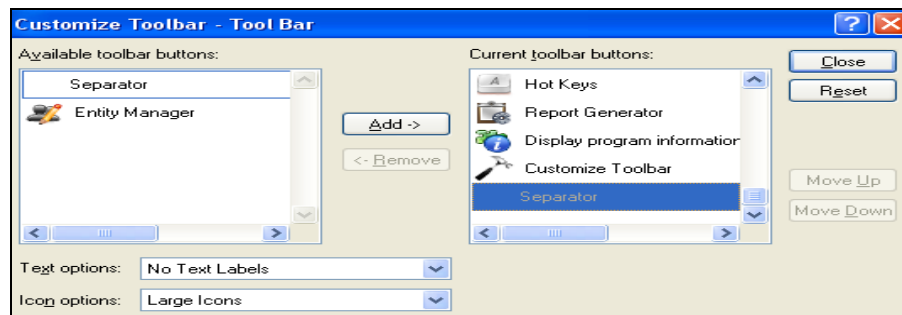 Customize Toolbar - Tool Bar
Available toolbar buttons:
Separator
Entity Manager
Add ->
<- Remove
Current toolbar buttons:
A Hot Keys
Report Generator
Display program information
Customize Toolbar
Separator
Close
Reset
Move Up
Move Down
Text options: No Text Labels
Icon options: Large Icons